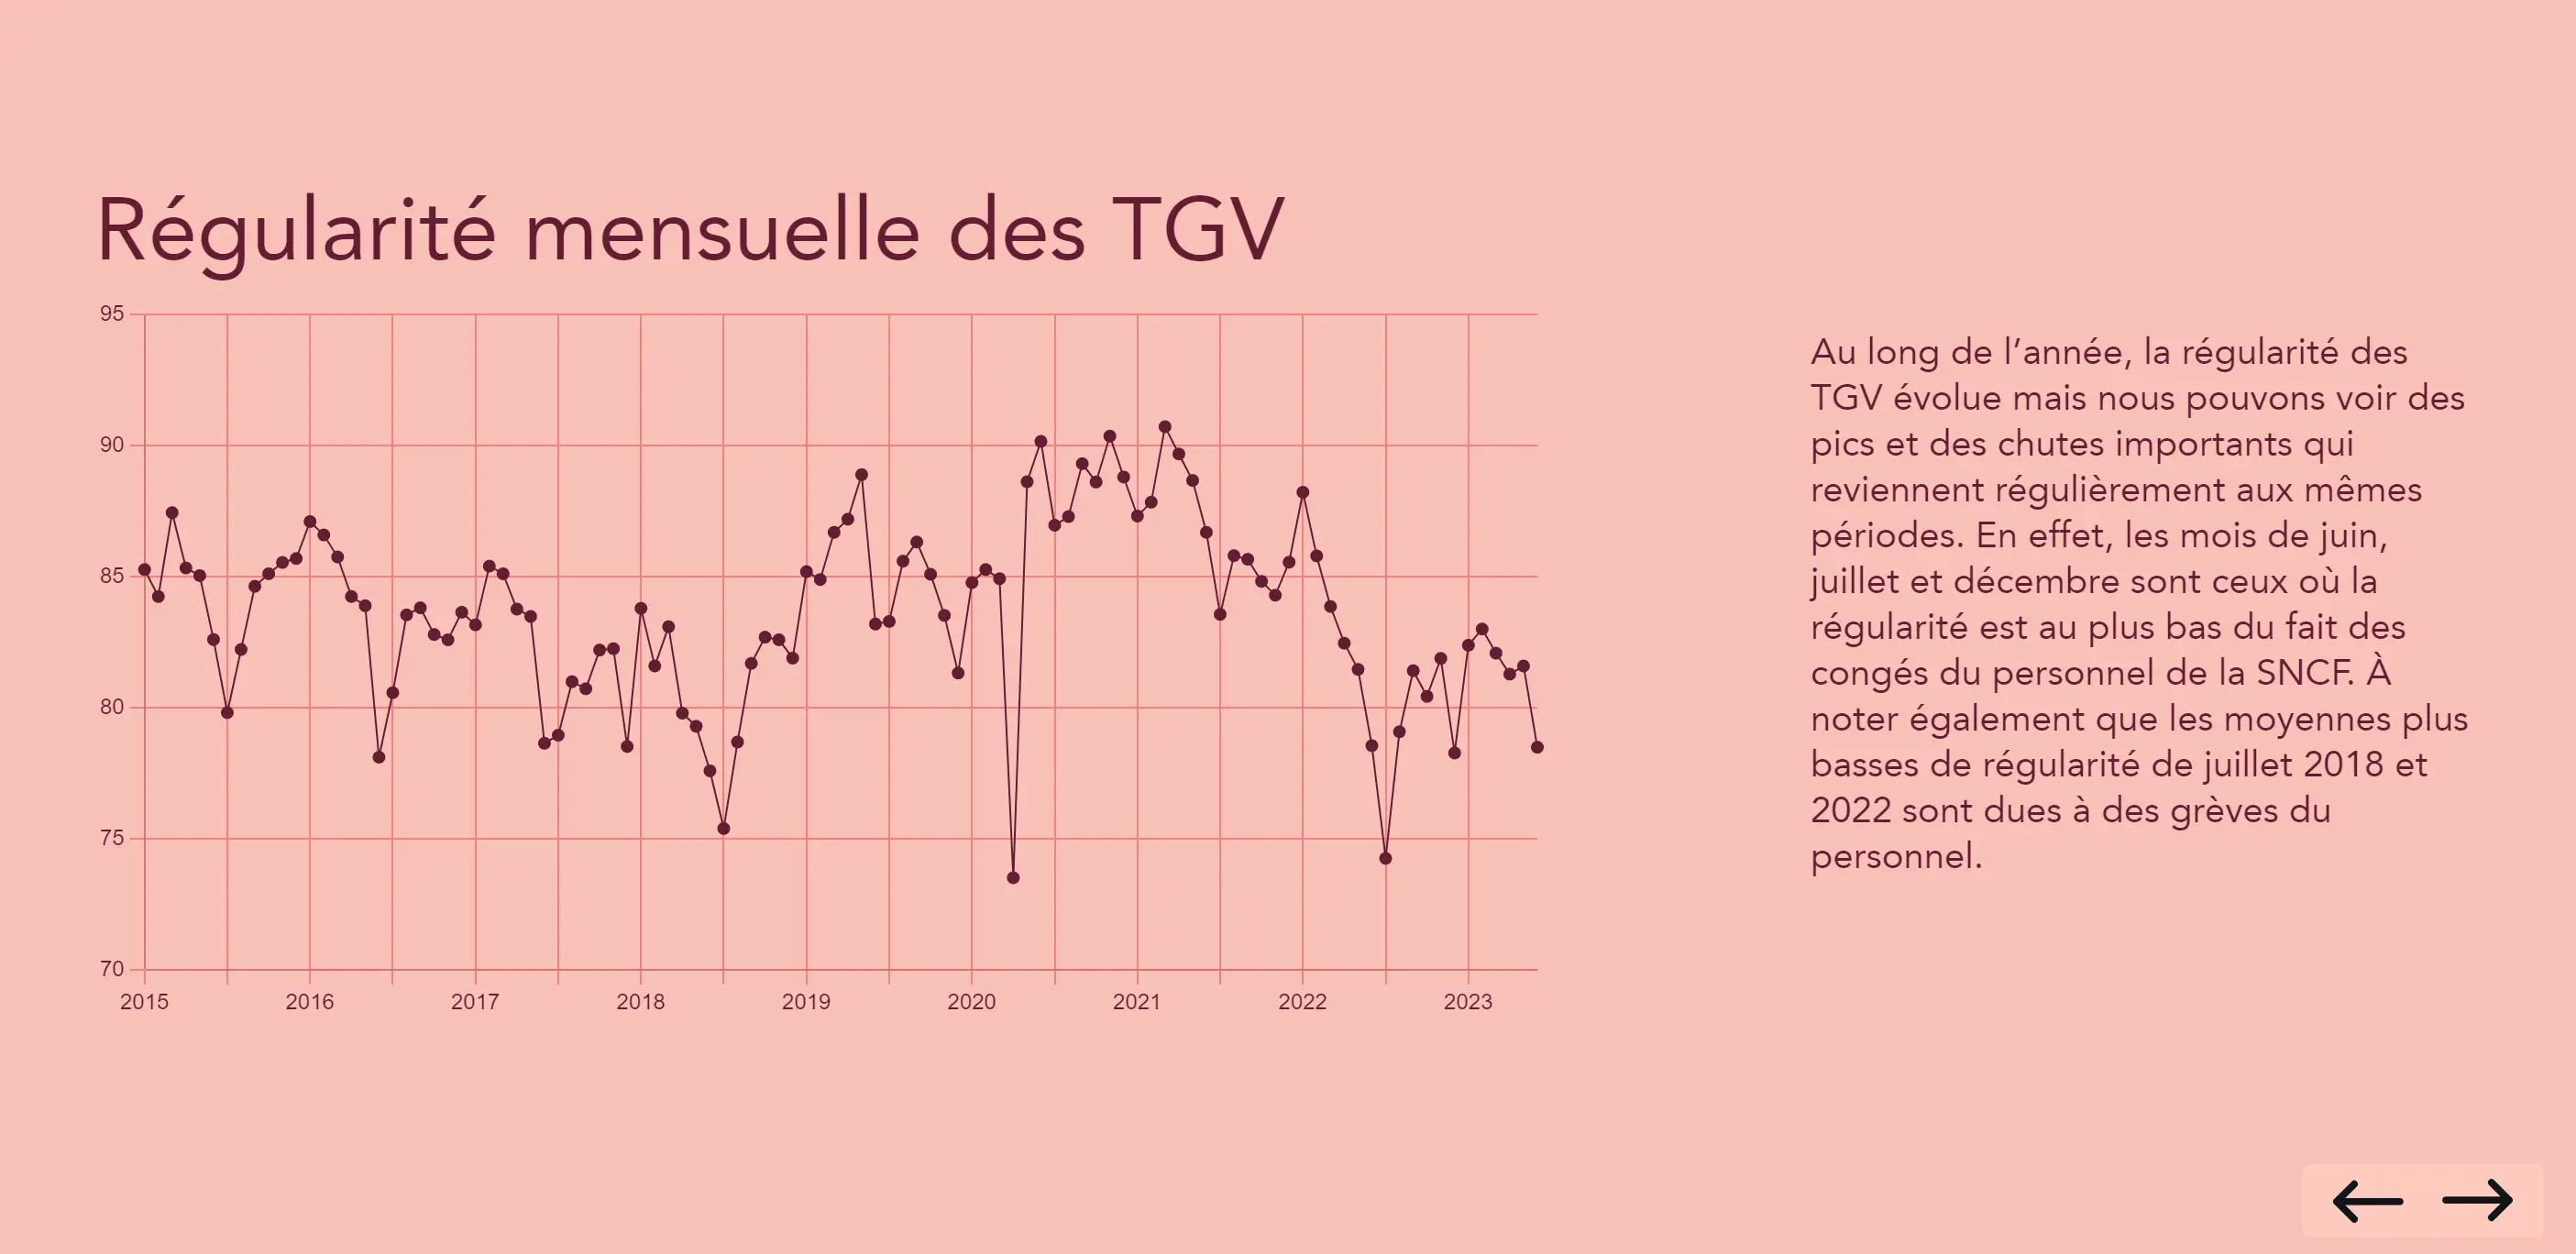 Régularité mensuelle des TGV
95
90
85
80
75
70
2015 2016 2017 2018 2019 2020 2021 2022 2023
Au long de l’année, la régularité des
TGV évolue mais nous pouvons voir des
pics et des chutes importants qui
reviennent régulièrement aux mêmes
périodes. En effet, les mois de juin,
juillet et décembre sont ceux où la
régularité est au plus bas du fait des
congés du personnel de la SNCF. À
noter également que les moyennes plus
basses de régularité de juillet 2018 et
2022 sont dues à des grèves du
personnel.